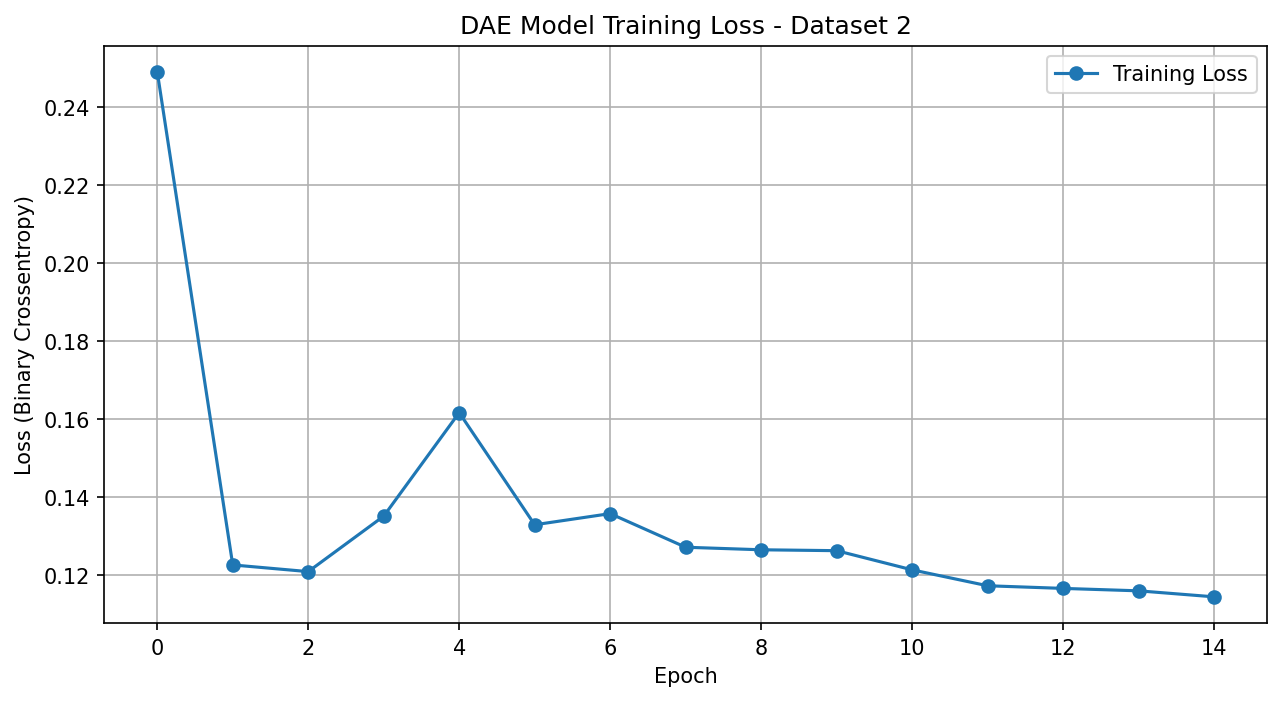 DAE Model Training Loss - Dataset 2
Training Loss
Loss (Binary Crossentropy)
0.24
0.22
0.20
0.18
0.16
0.14
0.12
0 2 4 6 8 10 12 14
Epoch